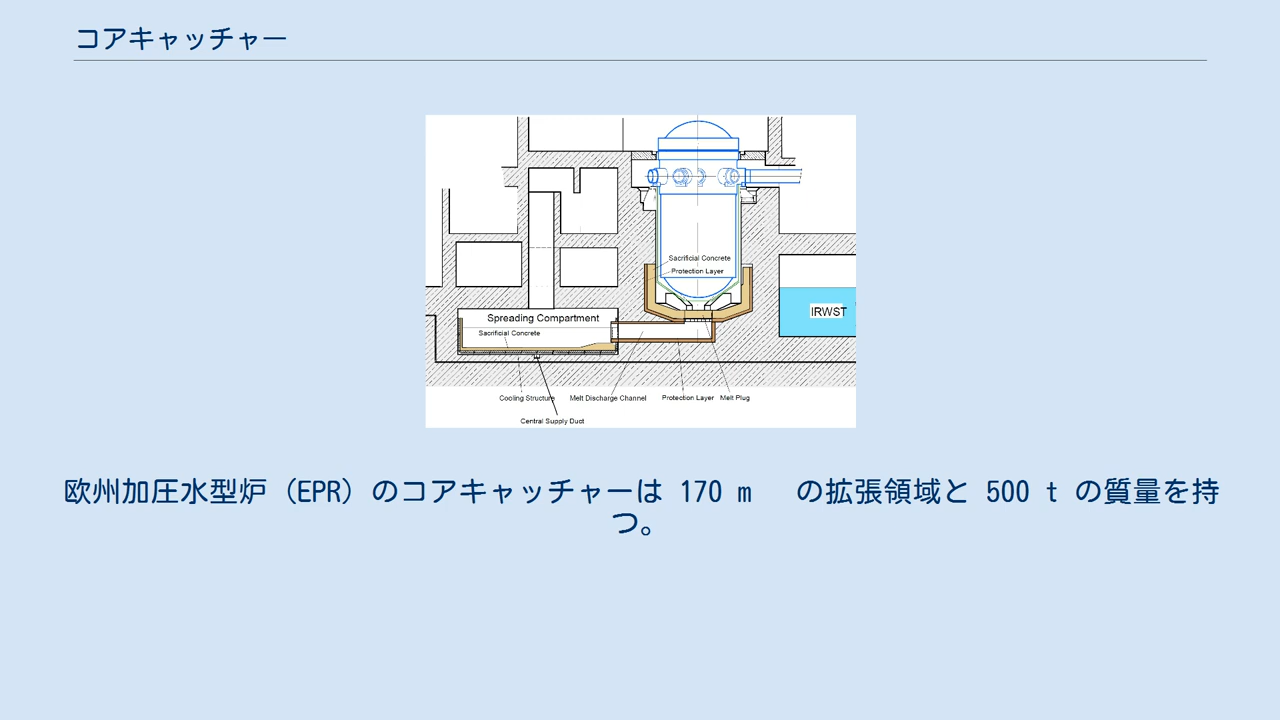 コアキャッチャー
Sacrificial Concrete
Protection Layer
IRWST
Spreading Compartment
Sacrificial Concrete
Cooling Structure Melt Discharge Channel Protection Layer Melt Plug
Central Supply Duct
欧州加圧水型炉（EPR）のコアキャッチャーは 170 m の拡張領域と 500 t の質量を持
つ。